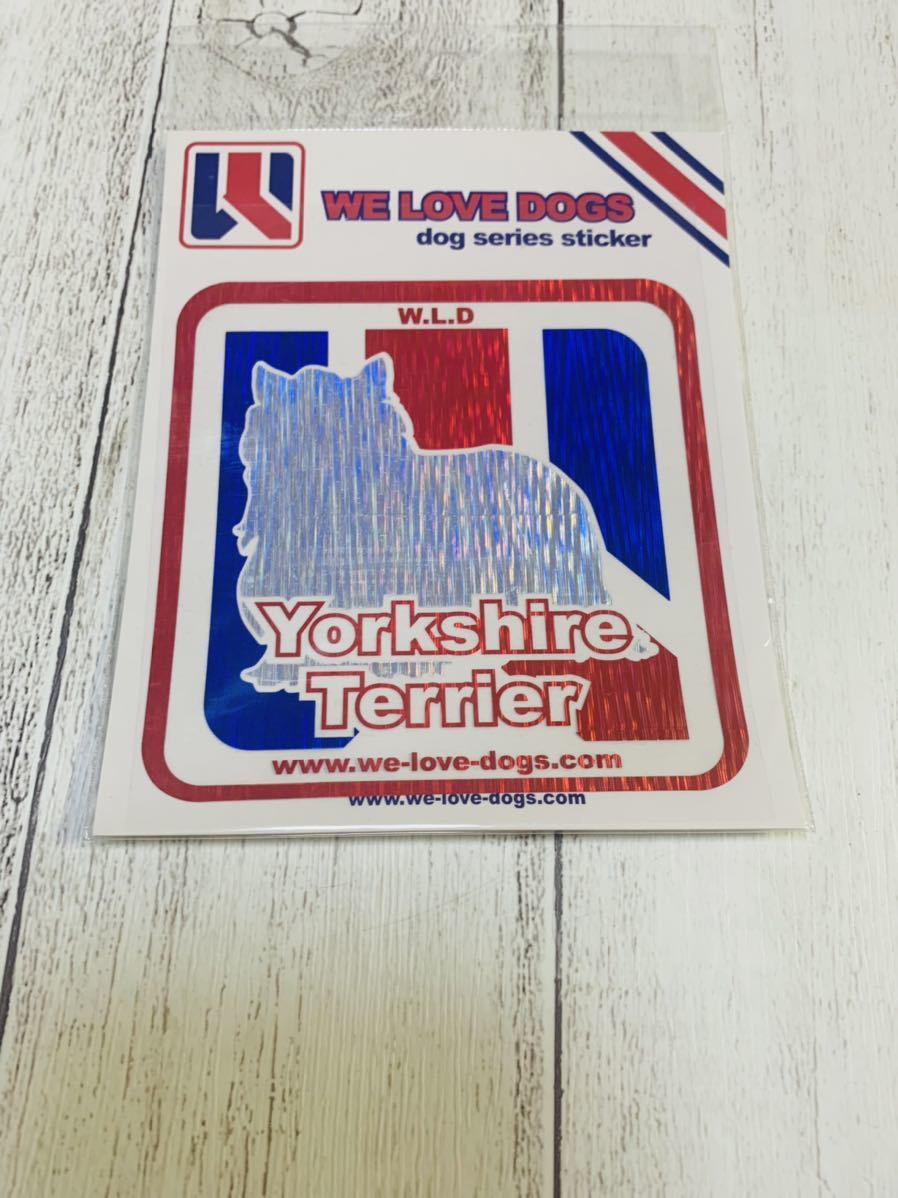 WE LOVE DOGS
dog series sticker
W.L.D
Yorkshire
Terrier
www.we-love-dogs.com
www.we-love-dogs.com